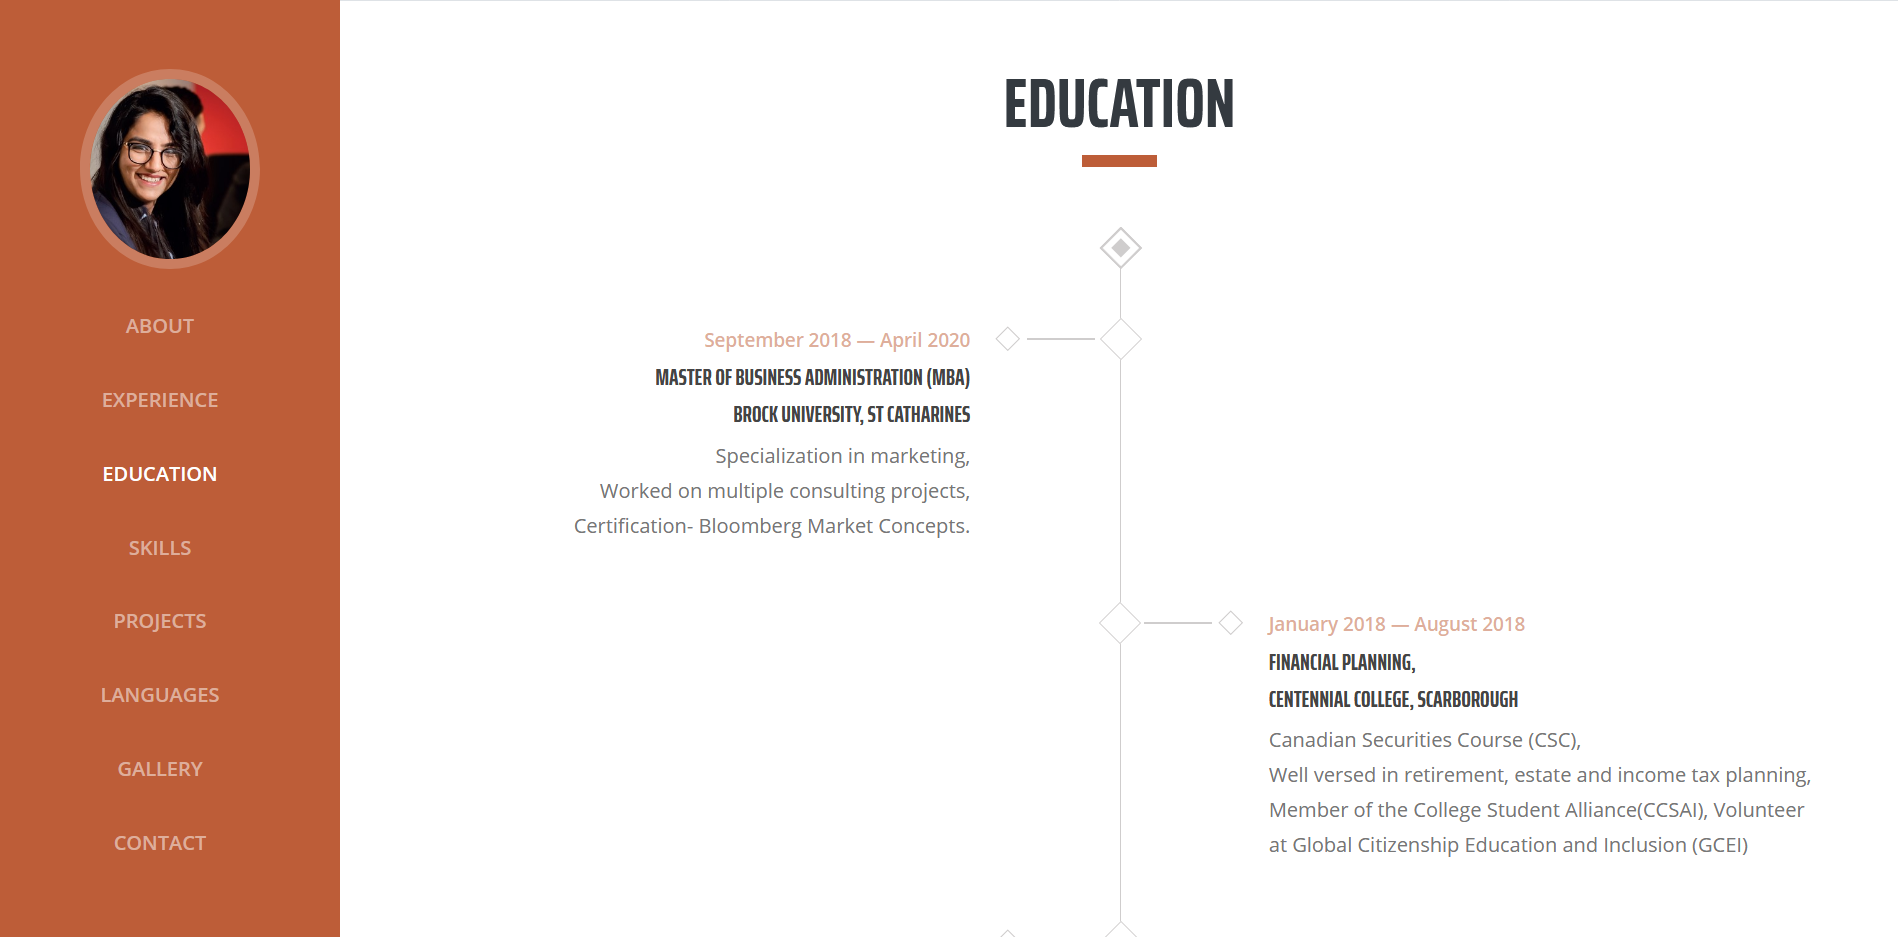 ABOUT
EXPERIENCE
EDUCATION
SKILLS
PROJECTS
LANGUAGES
GALLERY
CONTACT
EDUCATION
September 2018 — April 2020
MASTER OF BUSINESS ADMINISTRATION (MBA)
BROCK UNIVERSITY, ST CATHARINES
Specialization in marketing,
Worked on multiple consulting projects,
Certification- Bloomberg Market Concepts.
January 2018 — August 2018
FINANCIAL PLANNING,
CENTENNIAL COLLEGE, SCARBOROUGH
Canadian Securities Course (CSC),
Well versed in retirement, estate and income tax planning,
Member of the College Student Alliance(CCSAI), Volunteer
at Global Citizenship Education and Inclusion (GCEI)